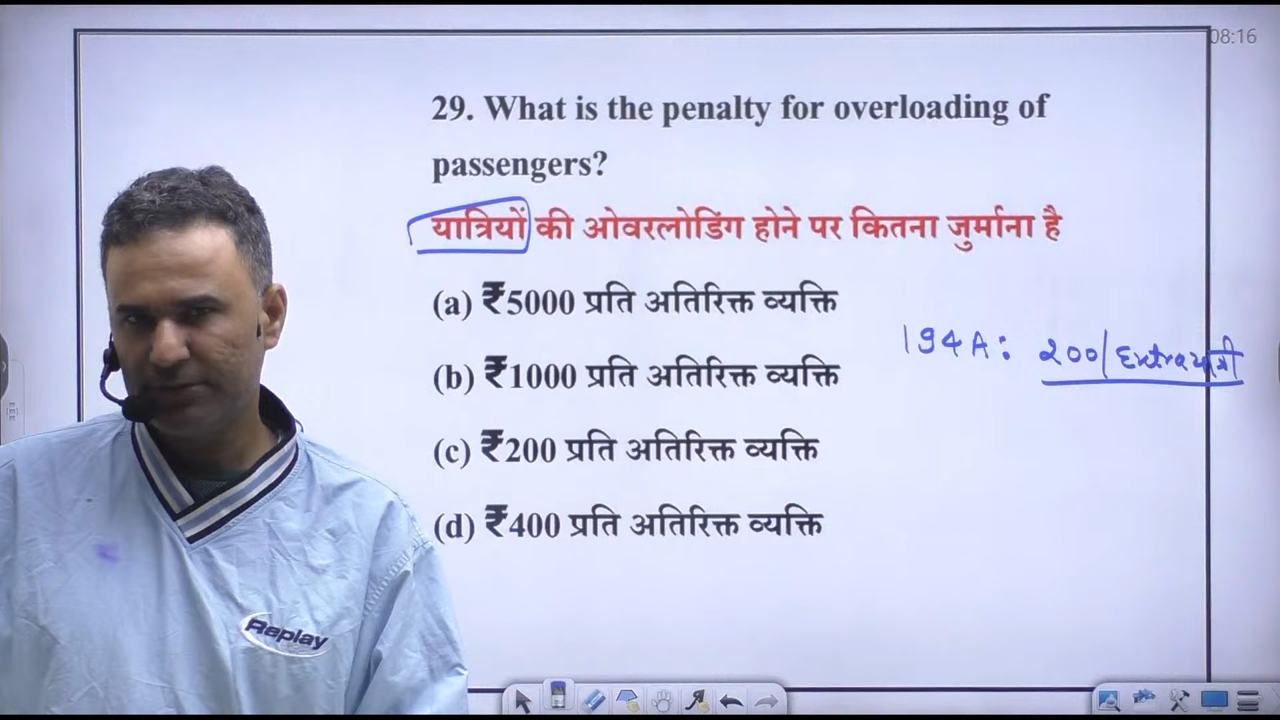 08:16
29. What is the penalty for overloading of
passengers?
यात्रियों की ओवरलोडिंग होने पर कितना जुर्माना है
(a) ₹5000 प्रति अतिरिक्त व्यक्ति
(b) ₹1000 प्रति अतिरिक्त व्यक्ति
(c) ₹200 प्रति अतिरिक्त व्यक्ति
(d) ₹400 प्रति अतिरिक्त व्यक्ति
194A: 200/Extra यात्री
Replay